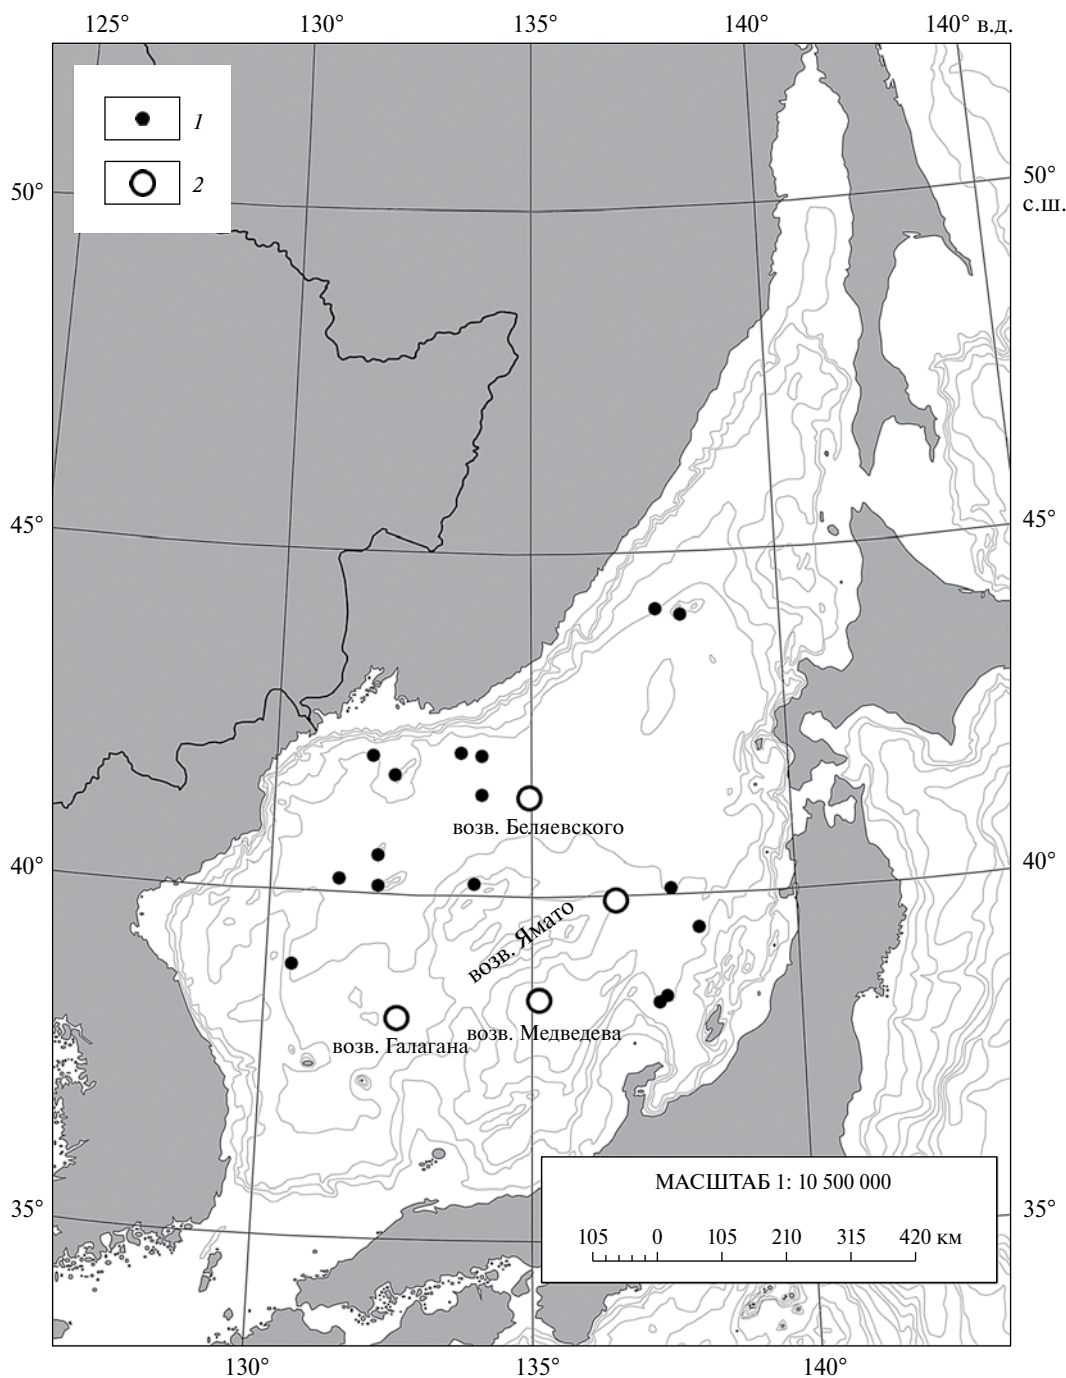 125° 130° 135° 140° 140° в.д.
1
2
50° 50°
с.ш.
45° 45°
возв. Беляевского
40° 40°
возв. Ямато
возв. Медведева
возв. Галагана
МАСШТАБ 1: 10 500 000
35° 35°
105 0 105 210 315 420 км
130° 135° 140°